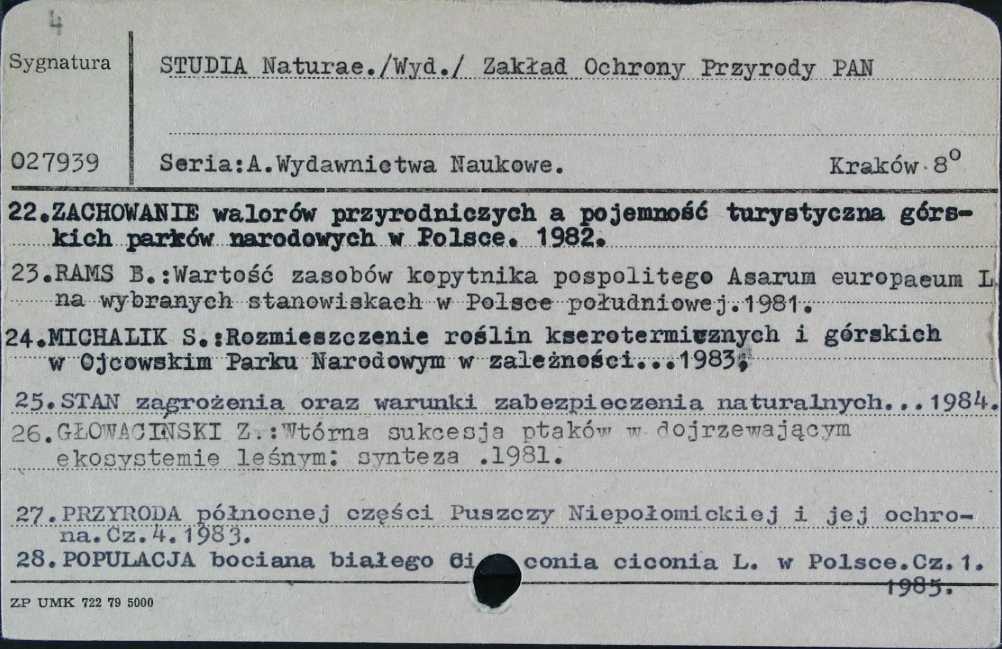 4
Sygnatura
STUDIA Naturae./Wyd./ Zakład Ochrony Przyrody PAN
027939
Seria:A.Wydawnictwa Naukowe. Kraków 8°
22.ZACHOWANIE walorów przyrodniczych a pojemność turystyczna górs-
kich parków narodowych w Polsce. 1982.
23.RAMS B.:Wartość zasobów kopytnika pospolitego Asarum europaeum L
na wybranych stanowiskach w Polsce południowej.1981.
24.MICHALIK S.:Rozmieszczenie roślin kserotermicznych i górskich
w Ojcowskim Parku Narodowym w zależności...1983.
25.STAN zagrożenia oraz warunki zabezpieczenia naturalnych...1984.
26.GŁOWACIŃSKI Z.:Wtórna sukcesja ptaków w dojrzewającym
ekosystemie leśnym: synteza .1981.
27.PRZYRODA północnej części Puszczy Niepołomickiej i jej ochro-
na.Cz.4.1983.
28.POPULACJA bociana białego Ci conia ciconia L. w Polsce.Cz.1.
1985.
ZP UMK 722 79 5000